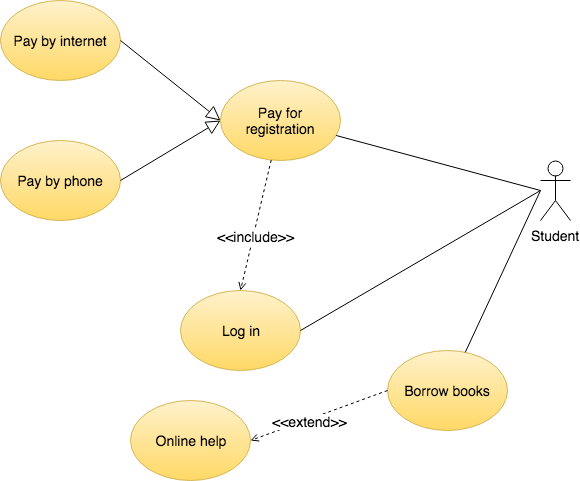 Pay by internet
Pay for
registration
Pay by phone
Student
<<include>>
Log in
Borrow books
<<extend>>
Online help